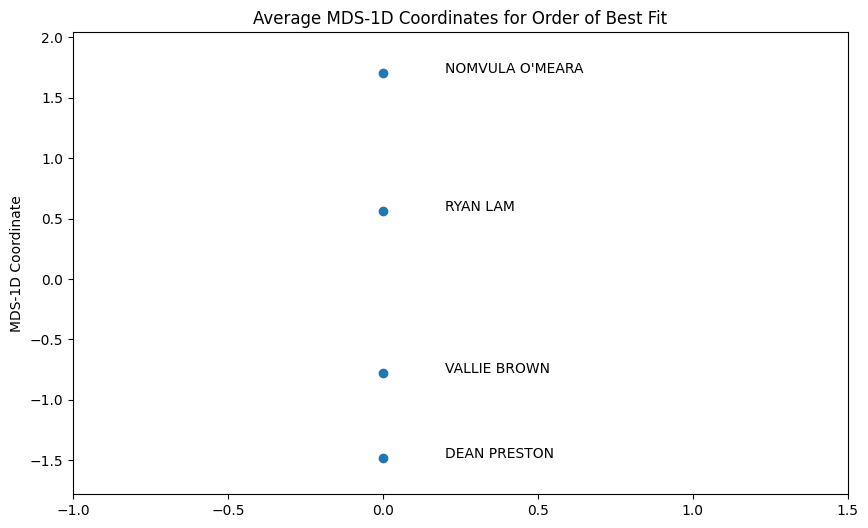 Average MDS-1D Coordinates for Order of Best Fit
2.0
1.5
1.0
0.5
0.0
−0.5
−1.0
−1.5
MDS-1D Coordinate
NOMVULA O'MEARA
RYAN LAM
VALLIE BROWN
DEAN PRESTON
−1.0 −0.5 0.0 0.5 1.0 1.5